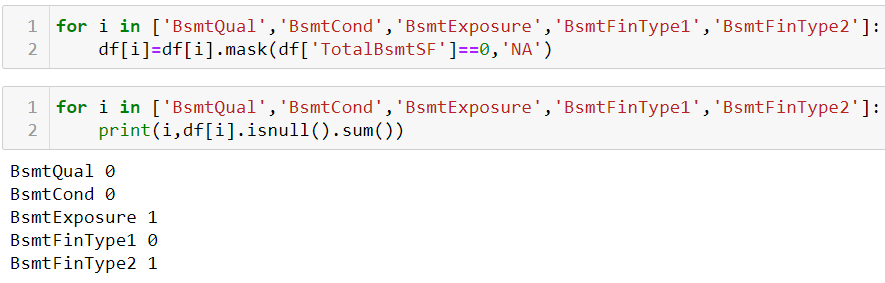 1 for i in ['BsmtQual','BsmtCond','BsmtExposure','BsmtFinType1','BsmtFinType2']:
2     df[i]=df[i].mask(df['TotalBsmtSF']==0,'NA')
1 for i in ['BsmtQual','BsmtCond','BsmtExposure','BsmtFinType1','BsmtFinType2']:
2     print(i,df[i].isnull().sum())
BsmtQual 0
BsmtCond 0
BsmtExposure 1
BsmtFinType1 0
BsmtFinType2 1